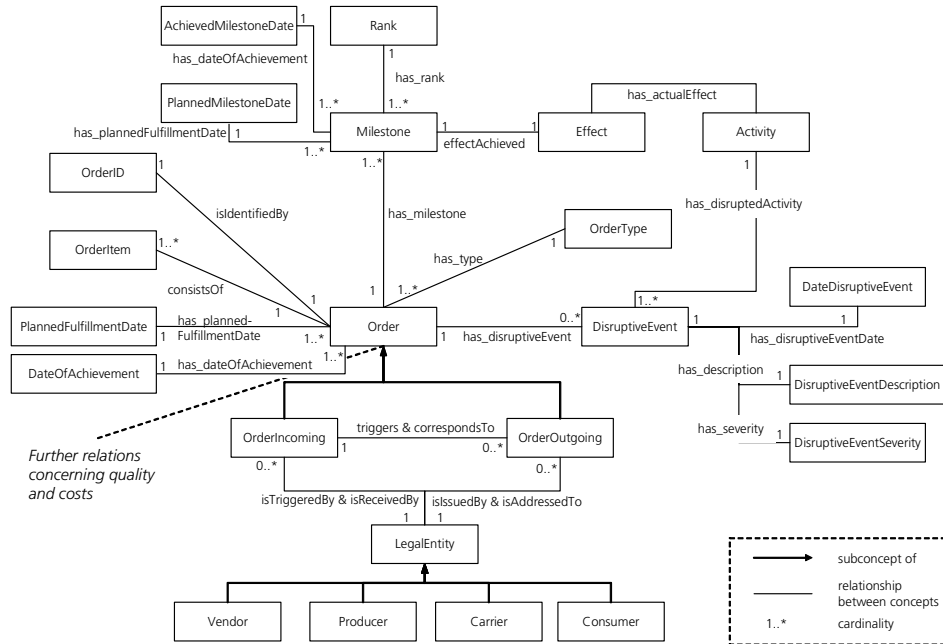 AchievedMilestoneDate
1
Rank
1
has_dateOfAchievement
has_rank
has_actualEffect
PlannedMilestoneDate
1..*
1..*
has_plannedFulfillmentDate
1
1..*
Milestone
1
effectAchieved
1
Effect
Activity
1..*
1
OrderID
1
isIdentifiedBy
has_milestone
has_disruptedActivity
OrderType
1
OrderItem
1..*
has_type
consistsOf
1..*
DateDisruptiveEvent
1
1
1
1..*
PlannedFulfillmentDate
has_planned-
FulfillmentDate
1
1..*
Order
1
has_disruptiveEvent
0..*
DisruptiveEvent
1
1
has_disruptiveEventDate
DateOfAchievement
1
has_dateOfAchievement
1..*
has_description
1
DisruptiveEventDescription
OrderIncoming
triggers & correspondsTo
1
0..*
OrderOutgoing
has_severity
1
DisruptiveEventSeverity
Further relations
concerning quality
and costs
0..*
0..*
isTriggeredBy & isReceivedBy
isIssuedBy & isAddressedTo
1
1
LegalEntity
Vendor
Producer
Carrier
Consumer
subconcept of
relationship
between concepts
1..*
cardinality